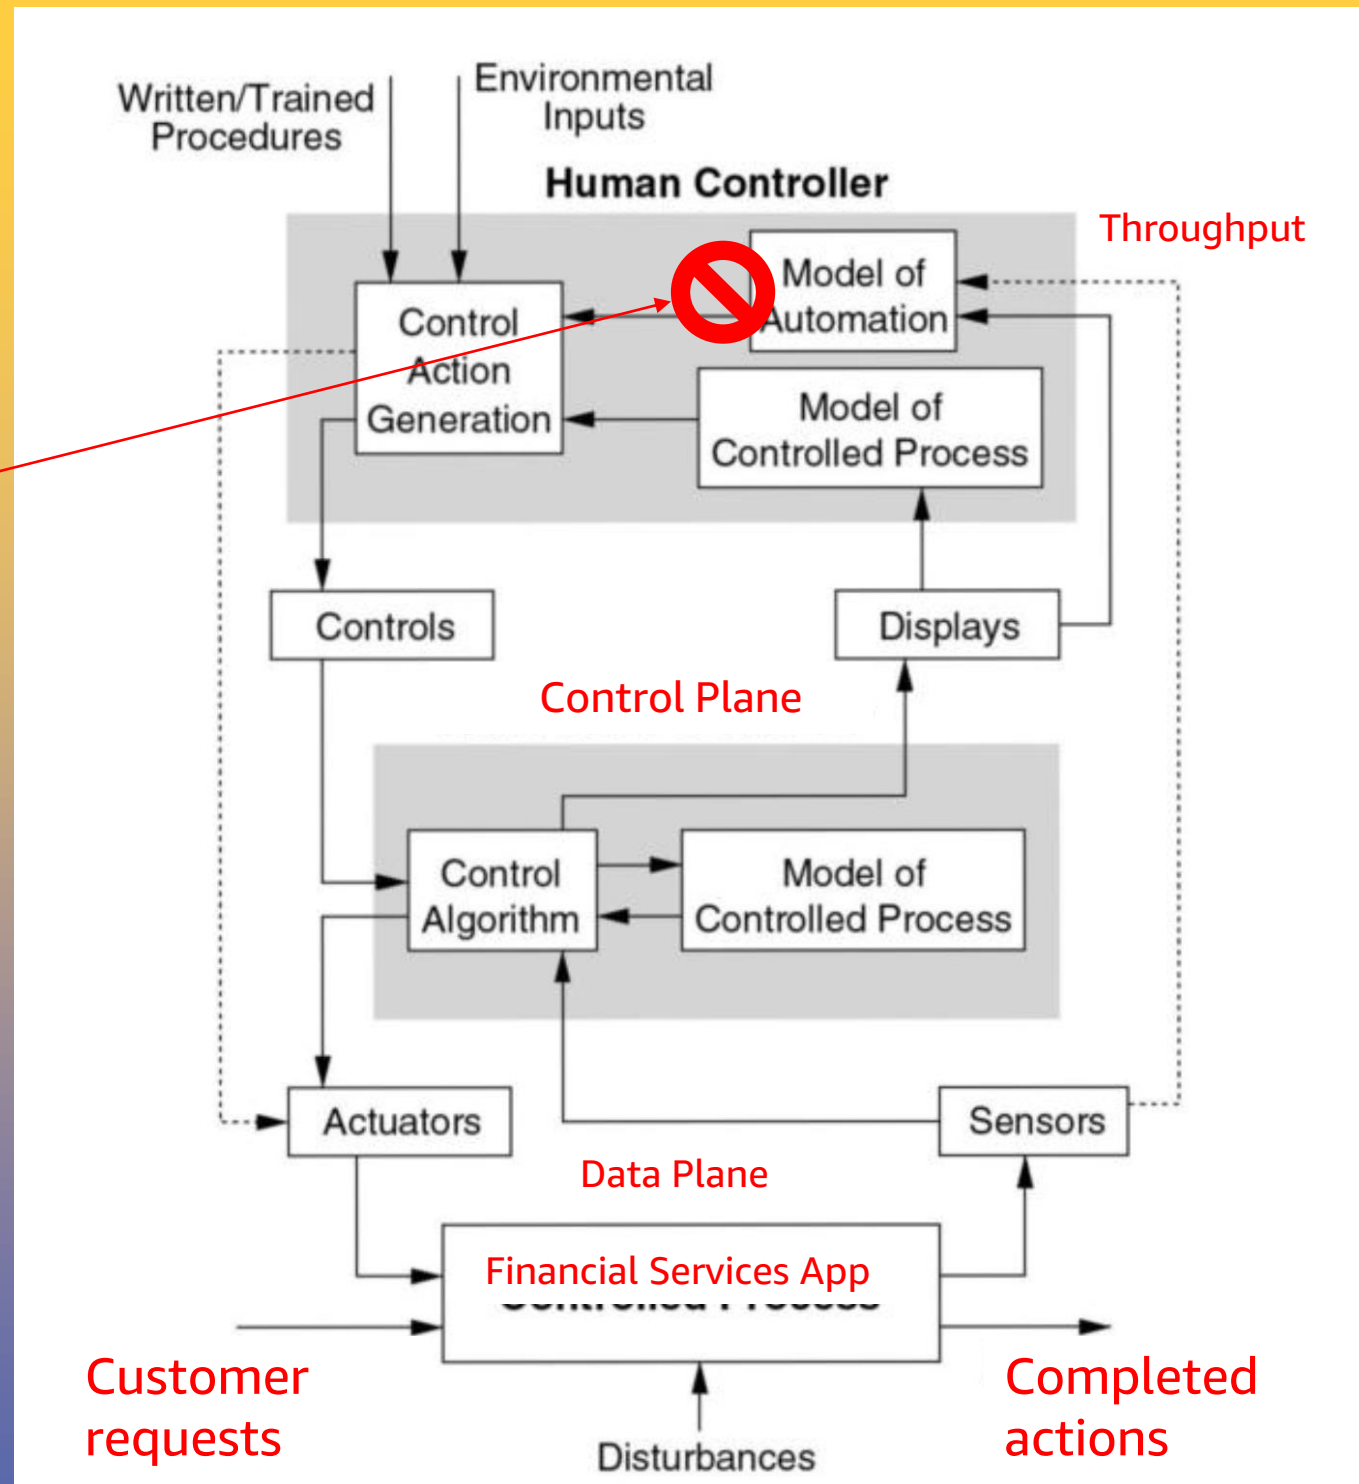 Written/Trained
Procedures
Environmental
Inputs
Human Controller
Throughput
Control
Action
Generation
Model of
Automation
Model of
Controlled Process
Controls
Displays
Control Plane
Control
Algorithm
Model of
Controlled Process
Actuators
Sensors
Data Plane
Financial Services App
Controlled Process
Customer
requests
Completed
actions
Disturbances